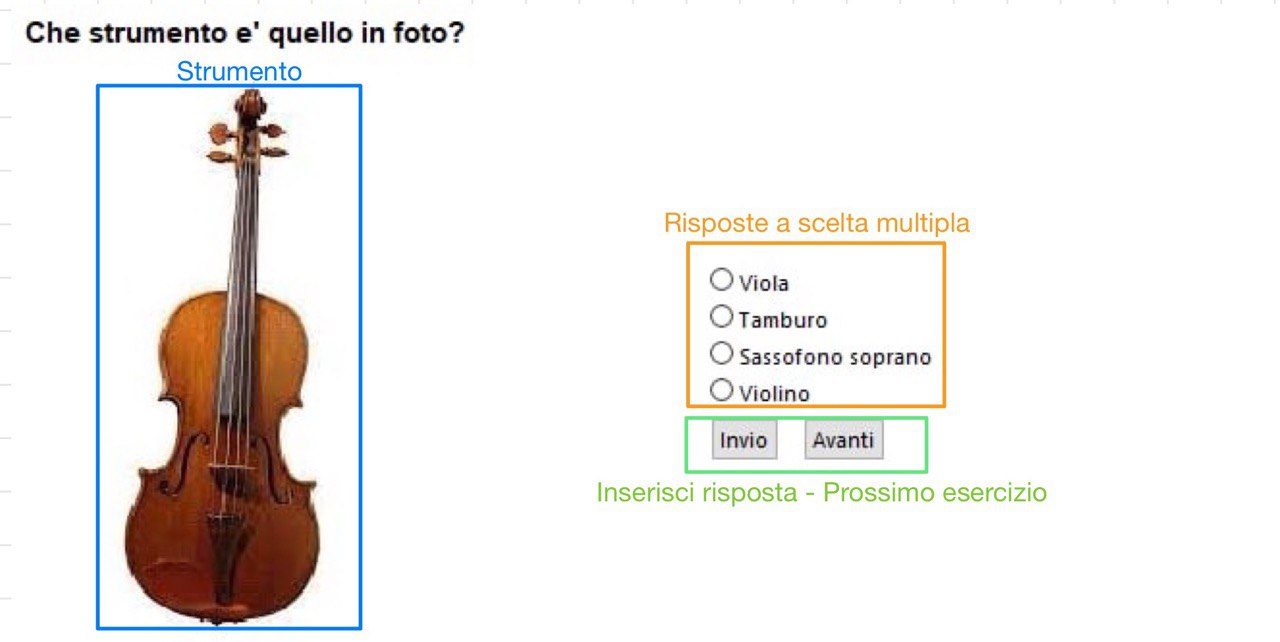 Che strumento e' quello in foto?
Strumento
Risposte a scelta multipla
Viola
Tamburo
Sassofono soprano
Violino
Invio Avanti
Inserisci risposta - Prossimo esercizio